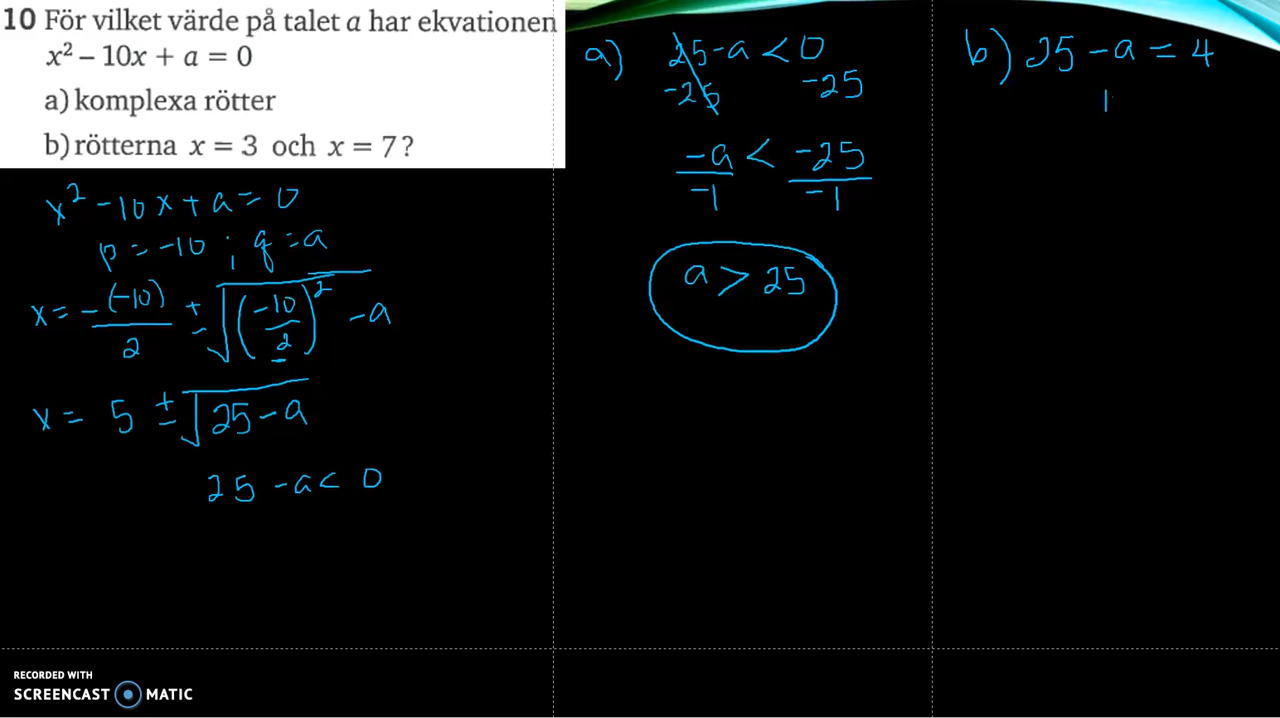 10 För vilket värde på talet a har ekvationen
x² – 10x + a = 0
a) komplexa rötter
b) rötterna x = 3 och x = 7?
x² - 10x + a = 0
p = -10 ; q = a
x = -(-10)/2 ± √((-10/2)² - a
x = 5 ± √(25 - a)
25 - a < 0
a) 25 - a < 0
-25 -25
-a/-1 < -25/-1
a > 25
b) 25 - a = 4
RECORDED WITH
SCREENCAST MATIC